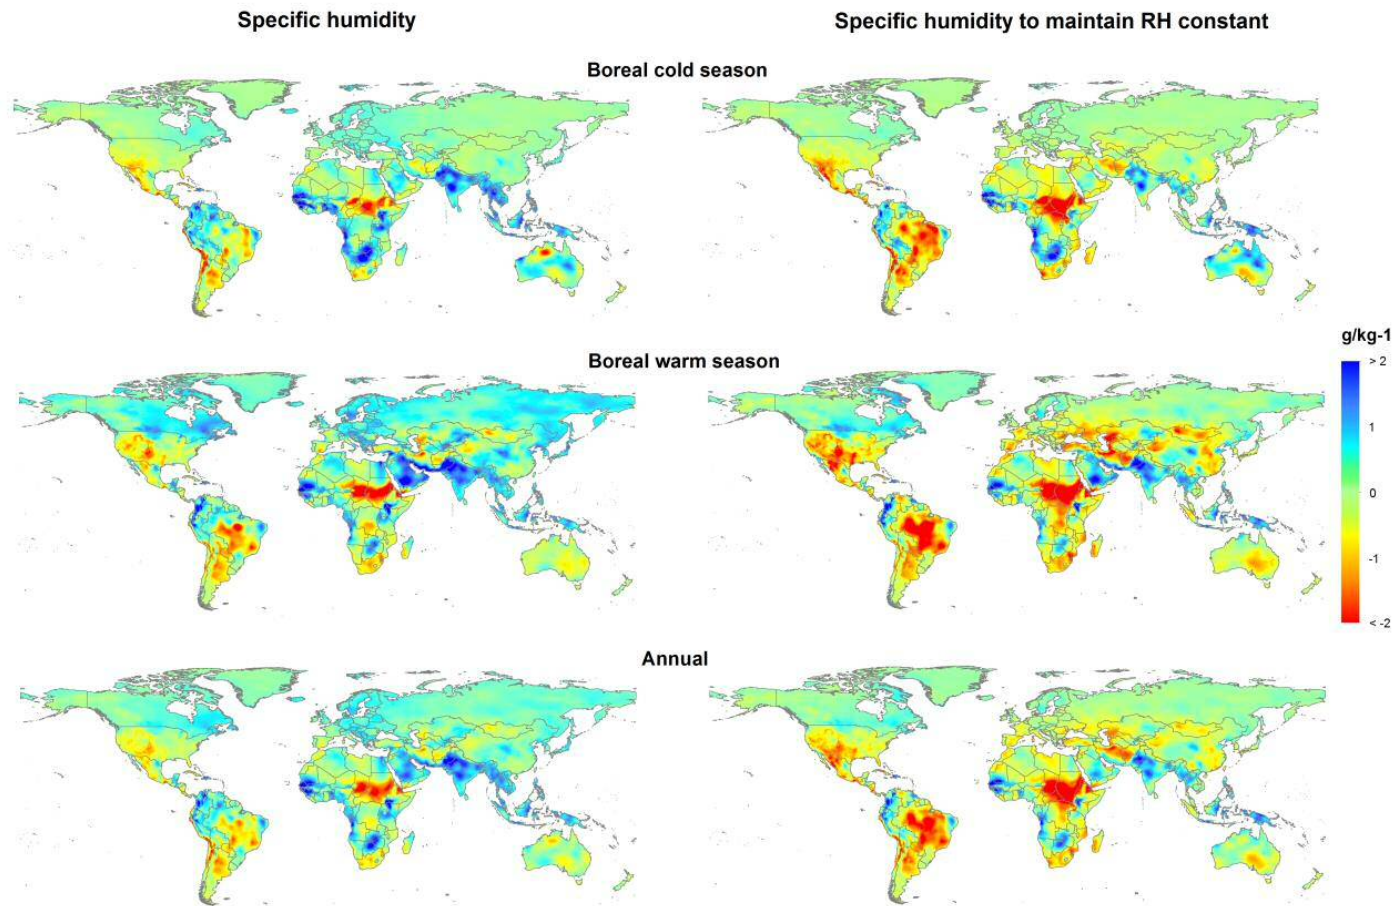 Specific humidity
Specific humidity to maintain RH constant
Boreal cold season
Boreal warm season
g/kg-1
> 2
1
0
-1
< -2
Annual